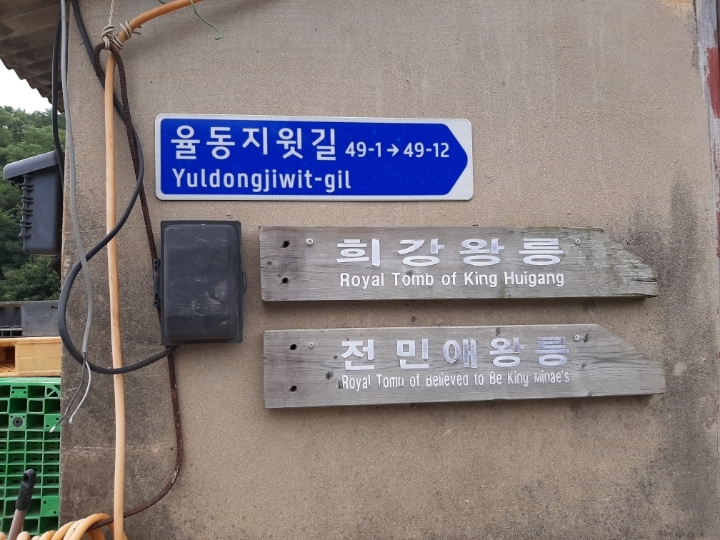 율동지윗길 49-1 → 49-12
Yuldongjiwit-gil
희강왕릉
Royal Tomb of King Huigang
전민애왕릉
Royal Tomb of Believed to Be King Minae's